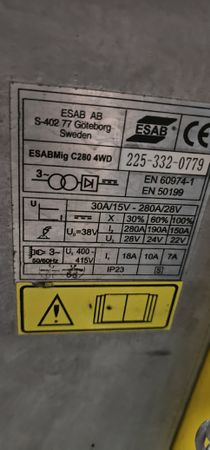 ESAB AB
S-402 77 Göteborg
Sweden
ESAB
CE
ESABMig C280 4WD
225-332-0779
3~
EN 60974-1
EN 50199
30A/15V - 280A/28V
X 30% 60% 100%
U₀=38V I₂ 280A 190A 150A
U₂ 28V 24V 22V
3~ 50/60Hz U₁ 400-415V I₁ 18A 10A 7A
IP23 S